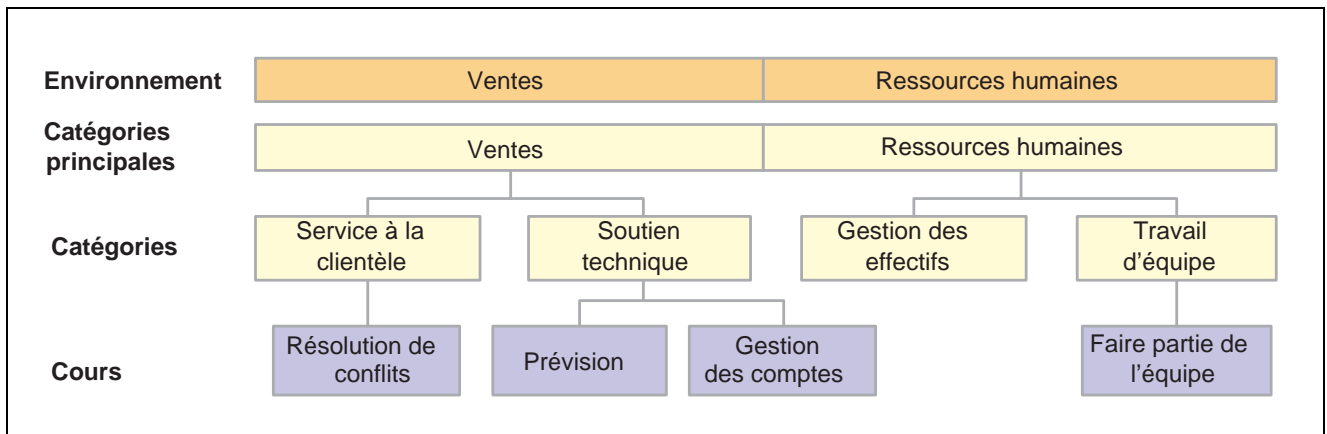 Environnement
Ventes
Ressources humaines
Catégories
principales
Ventes
Ressources humaines
Catégories
Service à la
clientèle
Soutien
technique
Gestion des
effectifs
Travail
d’équipe
Cours
Résolution de
conflits
Prévision
Gestion
des comptes
Faire partie de
l’équipe